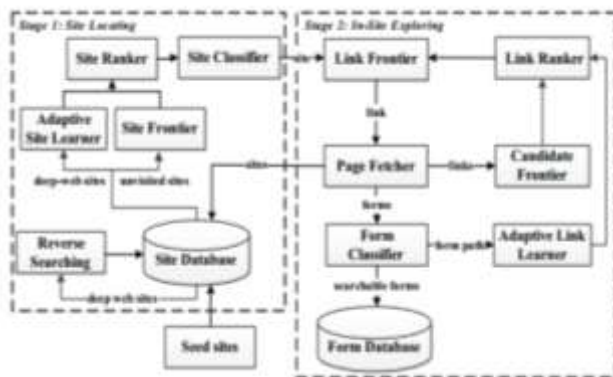 Stage 1: Site Locating
Site Ranker
Site Classifier
site
Adaptive
Site Learner
Site Frontier
deep-web sites
unvisited sites
Reverse
Searching
Site Database
deep web sites
Seed sites
sites
Stage 2: In-Site Exploring
Link Frontier
Link Ranker
link
Page Fetcher
links
Candidate
Frontier
forms
Form
Classifier
form paths
Adaptive Link
Learner
searchable forms
Form Database